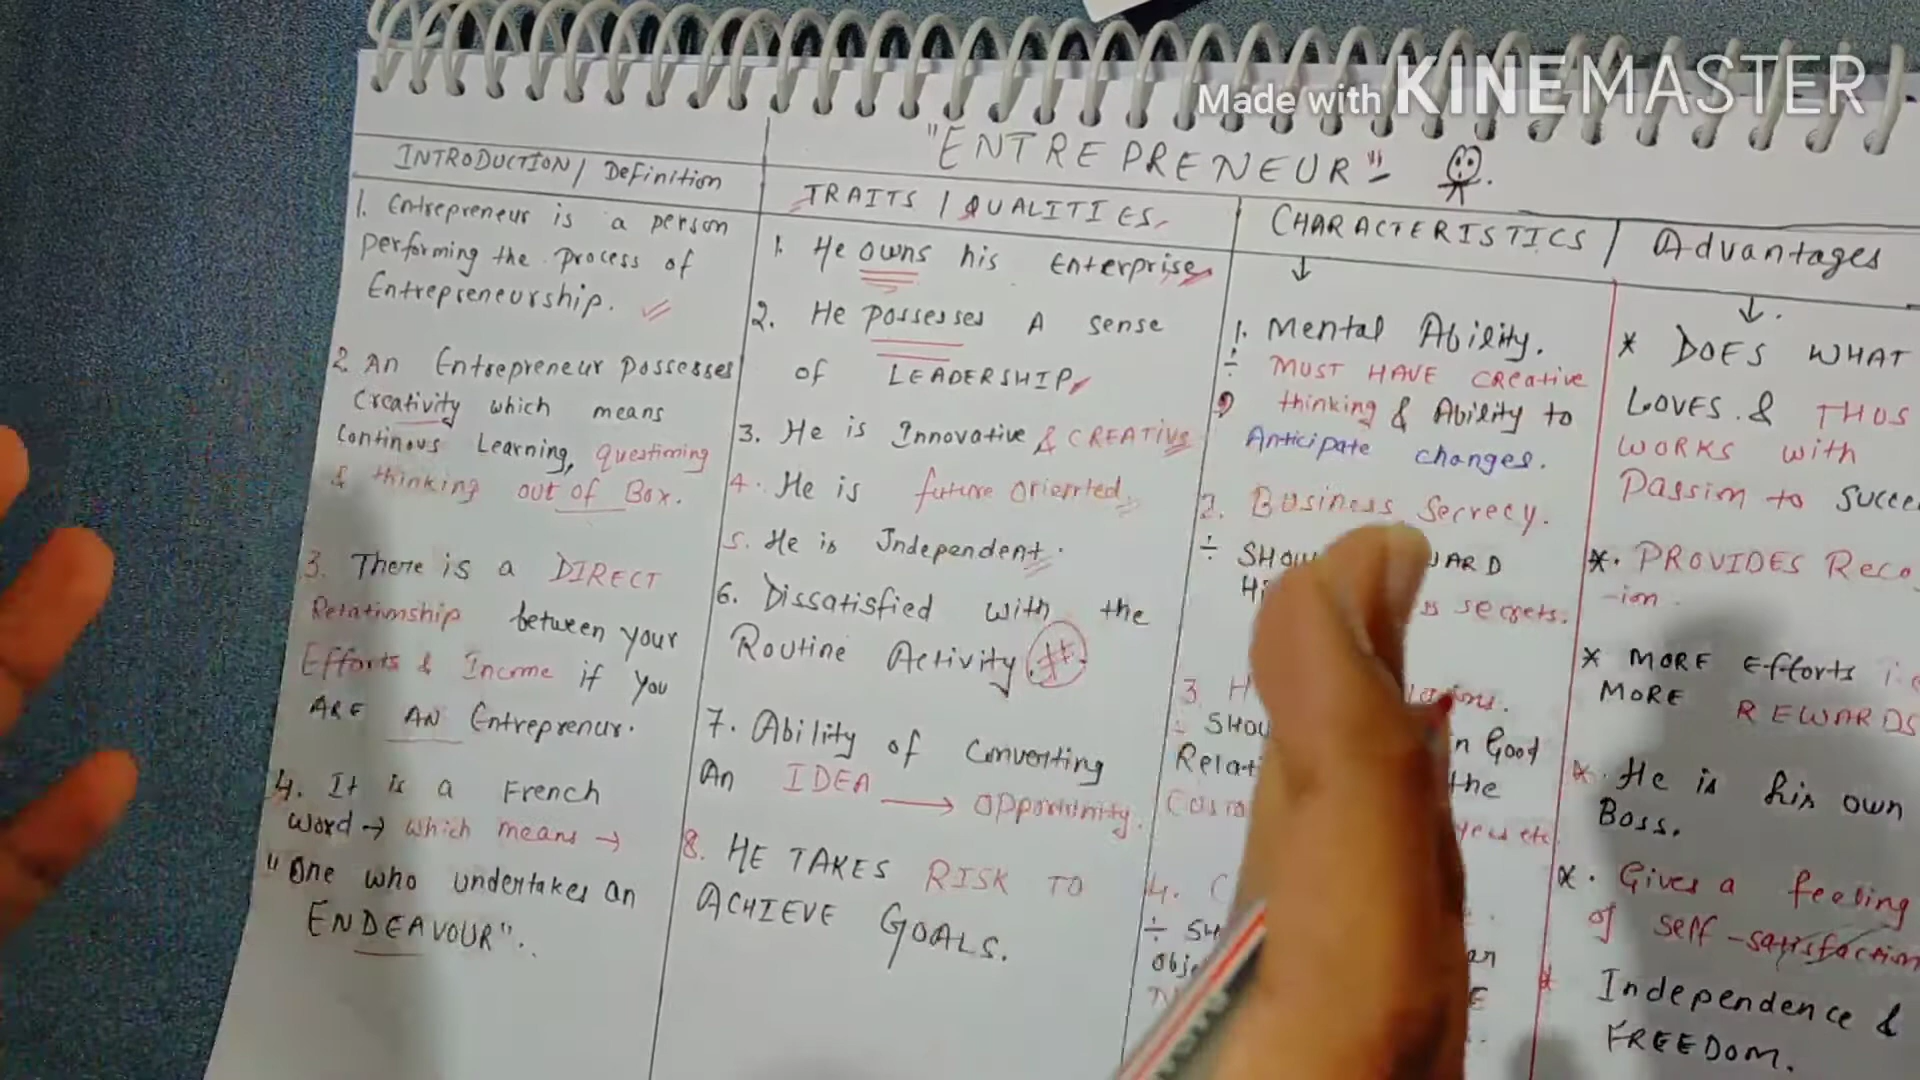 Made with KINEMASTER
"ENTREPRENEUR"
INTRODUCTION / Definition
1. Entrepreneur is a person
performing the process of
Entrepreneurship.
2. An Entrepreneur possesses
Creativity which means
Continous Learning, questioning
& thinking out of Box.
3. There is a DIRECT
Relationship between your
Efforts & Income if you
ARE AN Entreprenur.
4. It is a French
word → which means →
"One who undertakes an
ENDEAVOUR".
TRAITS / QUALITIES
1. He owns his Enterprise
2. He possesses A sense
of LEADERSHIP
3. He is Innovative & CREATIVE
4. He is future oriented
5. He is Independent.
6. Dissatisfied with the
Routine Activity. #
7. Ability of Converting
An IDEA → opportunity.
8. HE TAKES RISK TO
ACHIEVE GOALS.
CHARACTERISTICS /
↓
1. Mental Ability.
÷ MUST HAVE Creative
thinking & Ability to
Anticipate changes.
2. Business Secrecy.
÷
secrets.
3.
÷
Good
the
etc
4.
÷
Advantages
↓
* DOES WHAT
LOVES. & THUS
WORKS with
Passion to
*. PROVIDES
-ion
* MORE Efforts
MORE REWARDS
*. He is his own
Boss.
*. Gives a feeling
of self-satisfaction
* Independence &
FREEDOM.